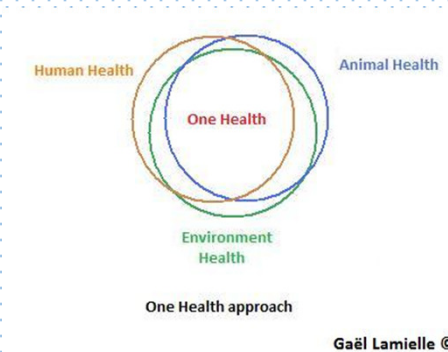 Human Health
Animal Health
One Health
Environment
Health
One Health approach
Gaël Lamielle ©